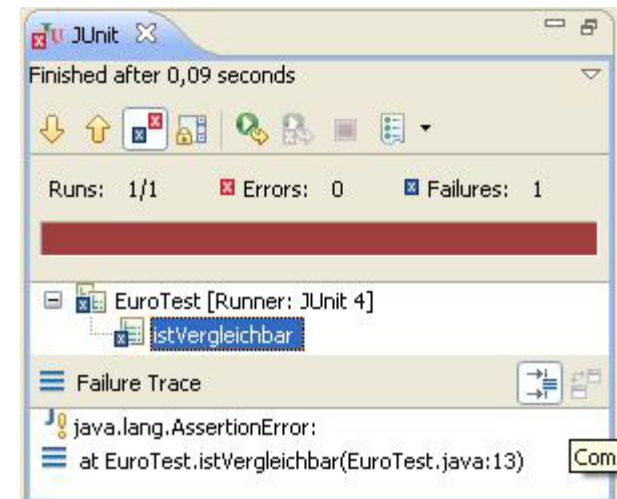 JUnit
Finished after 0,09 seconds
Runs: 1/1 Errors: 0 Failures: 1
EuroTest [Runner: JUnit 4]
istVergleichbar
Failure Trace
java.lang.AssertionError:
at EuroTest.istVergleichbar(EuroTest.java:13)
Com